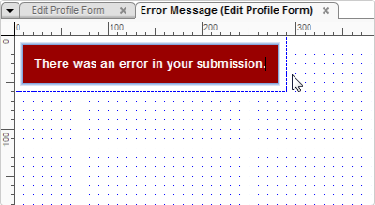 Edit Profile Form
Error Message (Edit Profile Form)
0 100 200 300
0
100
There was an error in your submission.